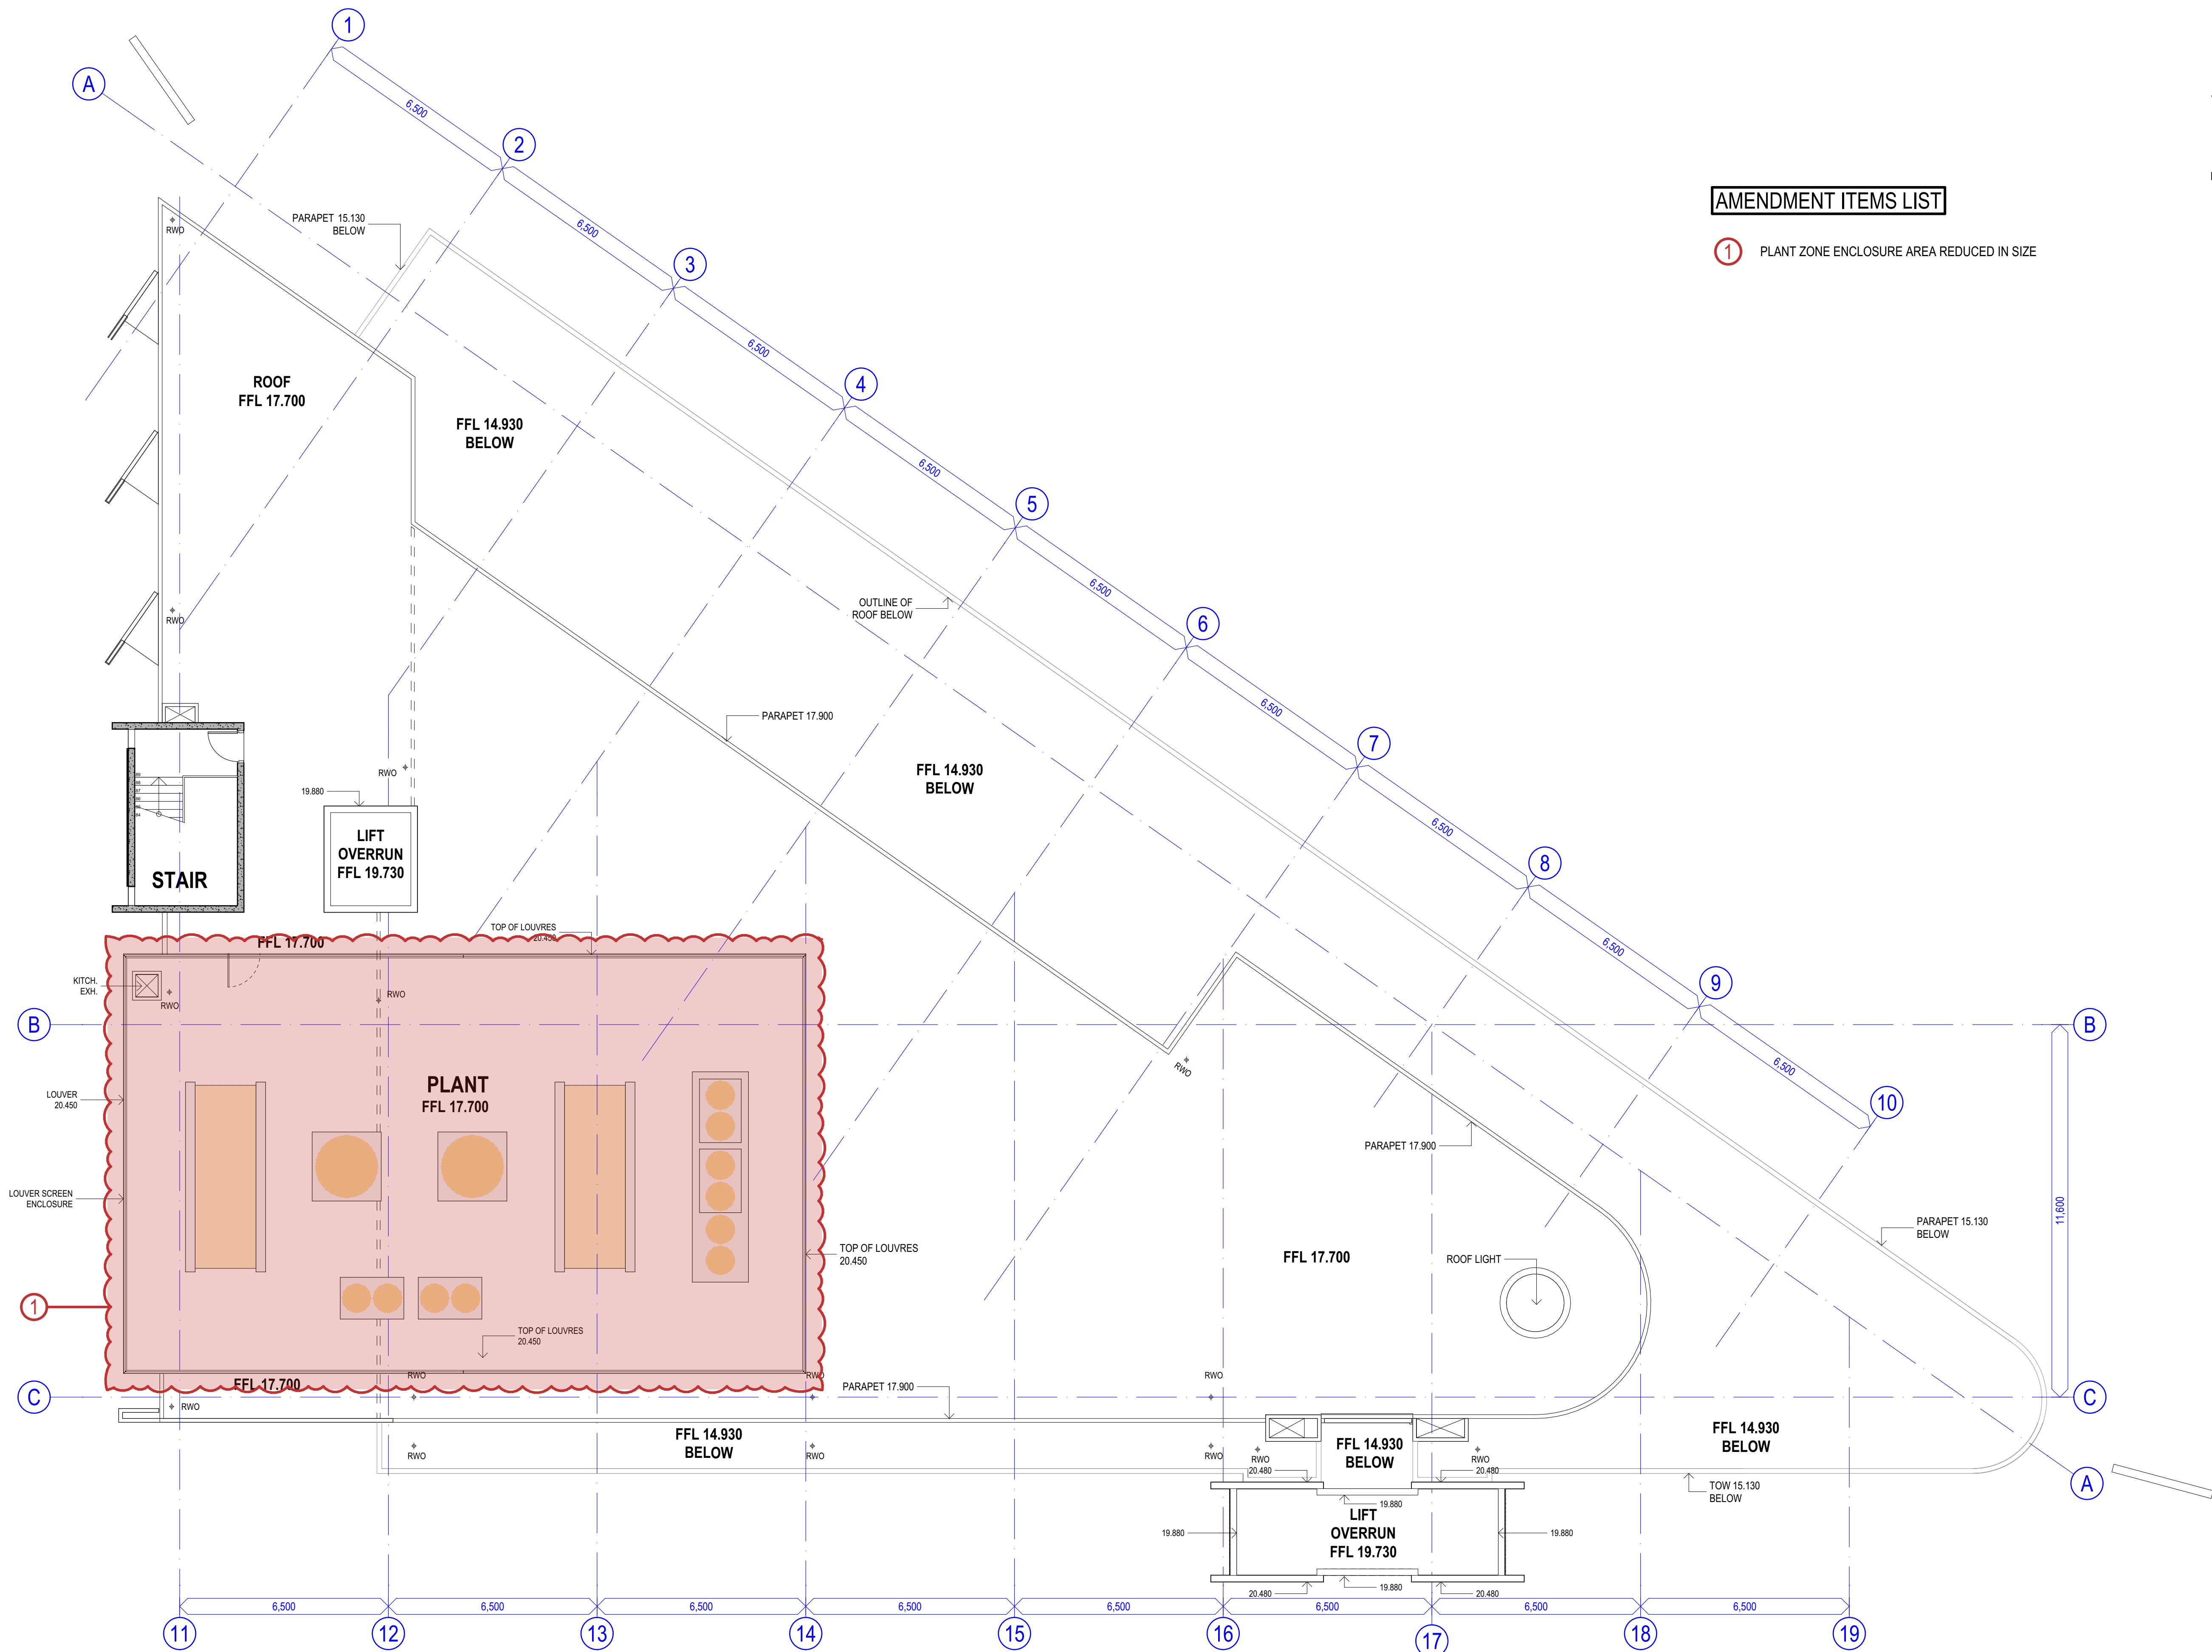 1
A
6,500
2
AMENDMENT ITEMS LIST
PARAPET 15.130
BELOW
RWO
6,500
1 PLANT ZONE ENCLOSURE AREA REDUCED IN SIZE
3
6,500
ROOF
FFL 17.700
4
FFL 14.930
BELOW
6,500
5
6,500
OUTLINE OF
ROOF BELOW
RWO
6
6,500
PARAPET 17.900
7
RWO
FFL 14.930
BELOW
19.880
6,500
8
LIFT
OVERRUN
FFL 19.730
STAIR
89
88
87
86
85
84
6,500
FFL 17.700
TOP OF LOUVRES
20.450
KITCH.
EXH.
RWO
RWO
9
B
B
6,500
RWO
PLANT
FFL 17.700
LOUVER
20.450
10
PARAPET 17.900
LOUVER SCREEN
ENCLOSURE
11,600
PARAPET 15.130
BELOW
TOP OF LOUVRES
20.450
FFL 17.700
ROOF LIGHT
1
TOP OF LOUVRES
20.450
RWO
RWO
RWO
FFL 17.700
PARAPET 17.900
C
C
RWO
FFL 14.930
BELOW
FFL 14.930
BELOW
FFL 14.930
BELOW
RWO
RWO
RWO
RWO
RWO
20.480
20.480
A
TOW 15.130
BELOW
19.880
LIFT
OVERRUN
FFL 19.730
19.880
19.880
19.880
20.480
20.480
6,500
6,500
6,500
6,500
6,500
6,500
6,500
6,500
11
12
13
14
15
16
17
18
19